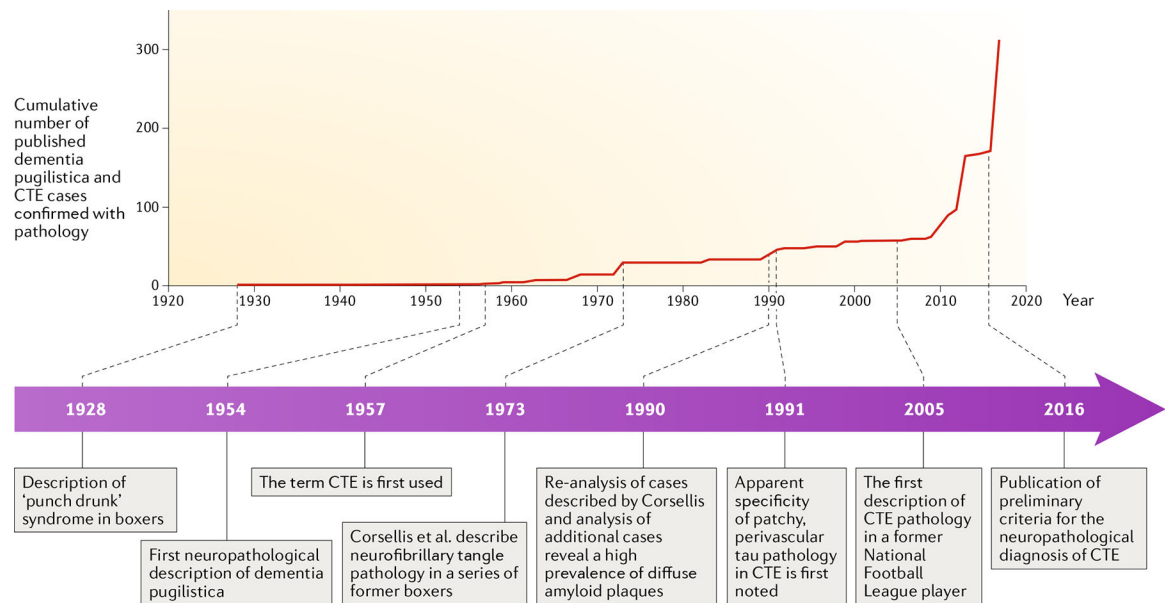 Cumulative
number of
published
dementia
pugilistica and
CTE cases
confirmed with
pathology
300
200
100
0
1920
1930
1940
1950
1960
1970
1980
1990
2000
2010
2020
Year
1928
1954
1957
1973
1990
1991
2005
2016
Description of
‘punch drunk’
syndrome in boxers
First neuropathological
description of dementia
pugilistica
The term CTE is first used
Corsellis et al. describe
neurofibrillary tangle
pathology in a series of
former boxers
Re-analysis of cases
described by Corsellis
and analysis of
additional cases
reveal a high
prevalence of diffuse
amyloid plaques
Apparent
specificity
of patchy,
perivascular
tau pathology
in CTE is first
noted
The first
description of
CTE pathology
in a former
National
Football
League player
Publication of
preliminary
criteria for the
neuropathological
diagnosis of CTE